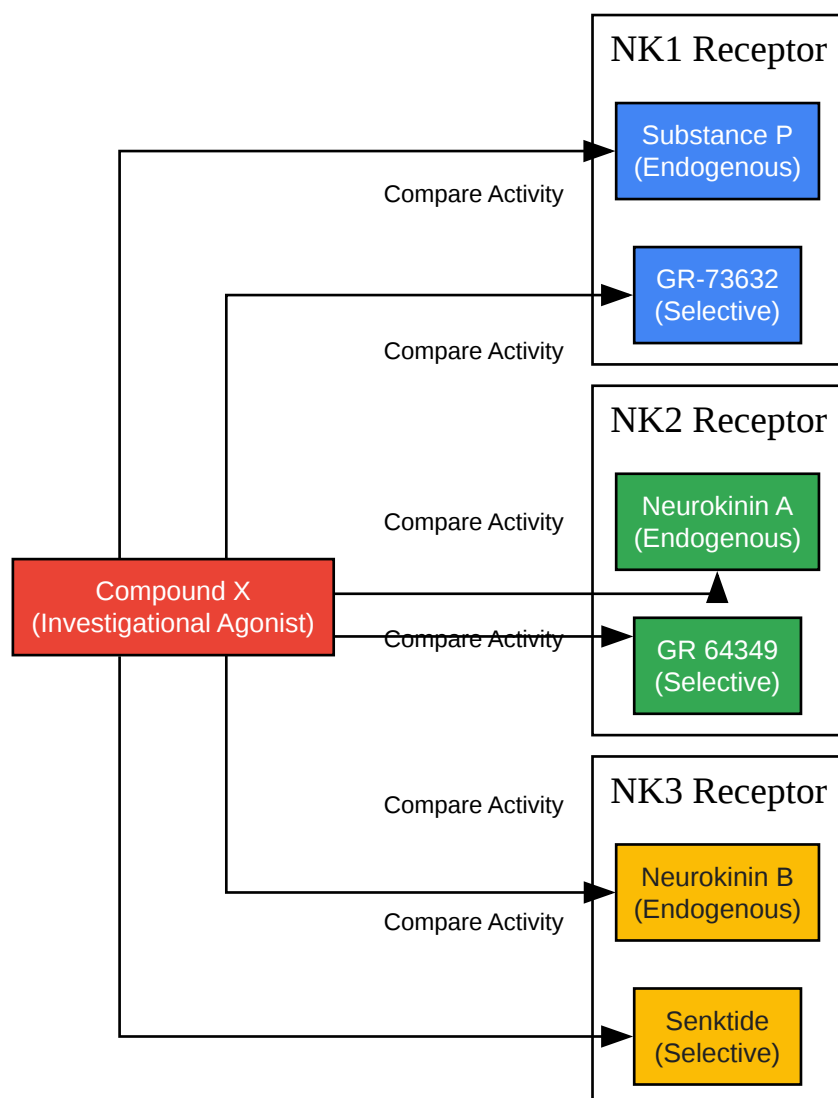 NK1 Receptor
Substance P
(Endogenous)
Compare Activity
GR-73632
(Selective)
Compare Activity
NK2 Receptor
Neurokinin A
(Endogenous)
Compare Activity
Compound X
(Investigational Agonist)
Compare Activity
GR 64349
(Selective)
NK3 Receptor
Compare Activity
Neurokinin B
(Endogenous)
Compare Activity
Senktide
(Selective)